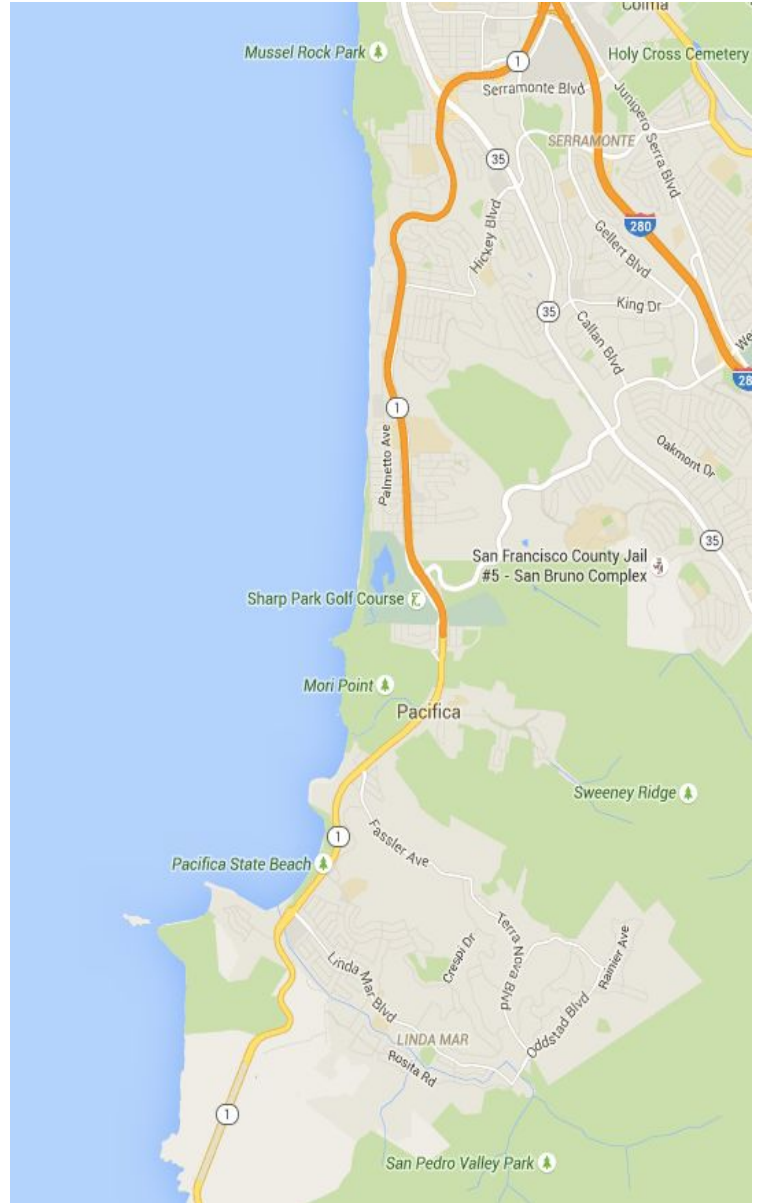 Colma
Mussel Rock Park
1
Holy Cross Cemetery
Serramonte Blvd
Junipero Serra Blvd
SERRAMONTE
35
Hickey Blvd
280
Gellert Blvd
King Dr
35
Callan Blvd
1
Palmetto Ave
Oakmont Dr
35
San Francisco County Jail
#5 - San Bruno Complex
Sharp Park Golf Course
Mori Point
Pacifica
Sweeney Ridge
1
Fassler Ave
Pacifica State Beach
Terra Nova Blvd
Crespi Dr
Rainier Ave
Linda Mar Blvd
Oddstad Blvd
LINDA MAR
Rosita Rd
1
San Pedro Valley Park